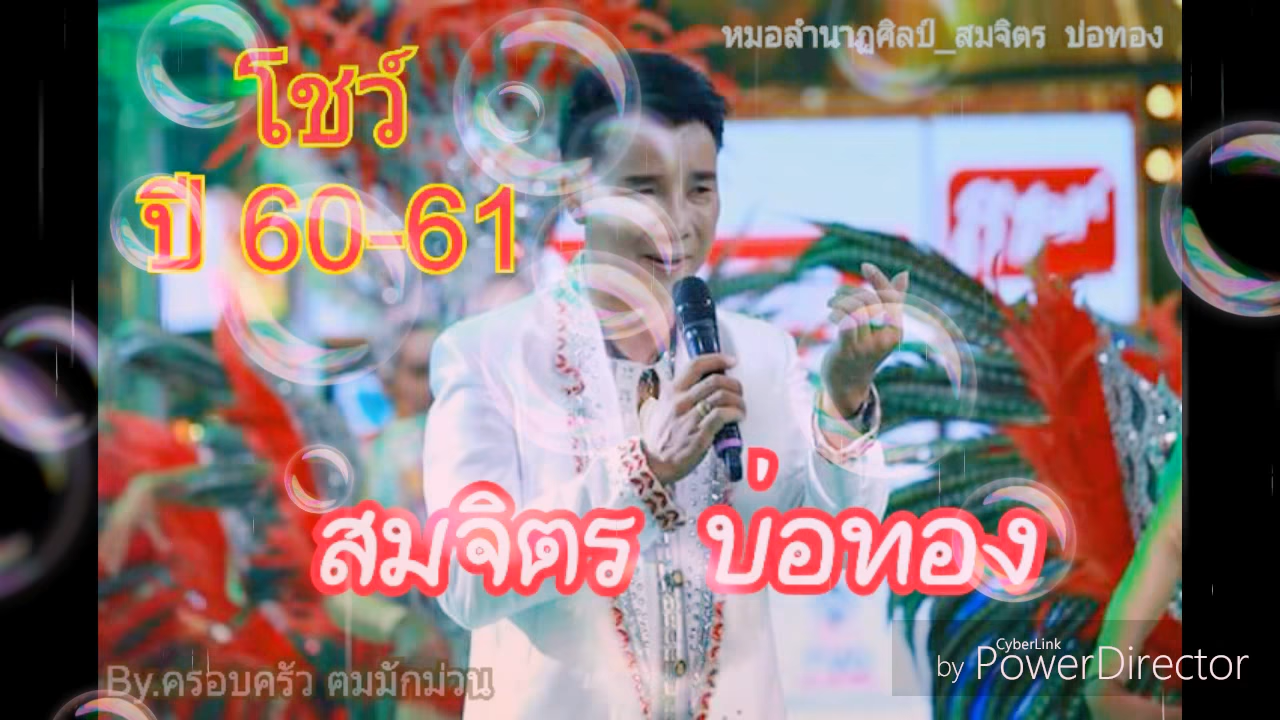 หมอลำนาฏศิลป์_สมจิตร บ่อทอง
โชว์
ปี 60-61
สมจิตร บ่อทอง
By.ครอบครัว ตมมักม่วน
CyberLink
by PowerDirector